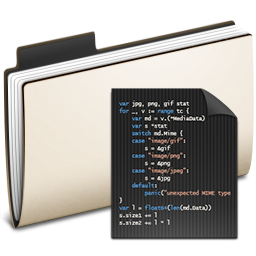 var jpg, png, gif stat
for _, v := range tc {
var md = v.(*MediaData)
var s *stat
switch md.Mime {
case "image/gif":
s = &gif
case "image/png":
s = &png
case "image/jpeg":
s = &jpg
default:
panic("unexpected MIME type
}
var l = float64(len(md.Data))
s.size1 += l
s.size2 += l * l